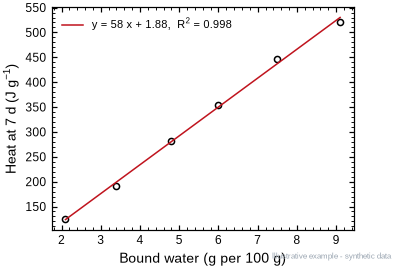 y = 58 x + 1.88, R² = 0.998
Heat at 7 d (J g⁻¹)
550
500
450
400
350
300
250
200
150
2 3 4 5 6 7 8 9
Bound water (g per 100 g)
illustrative example - synthetic data